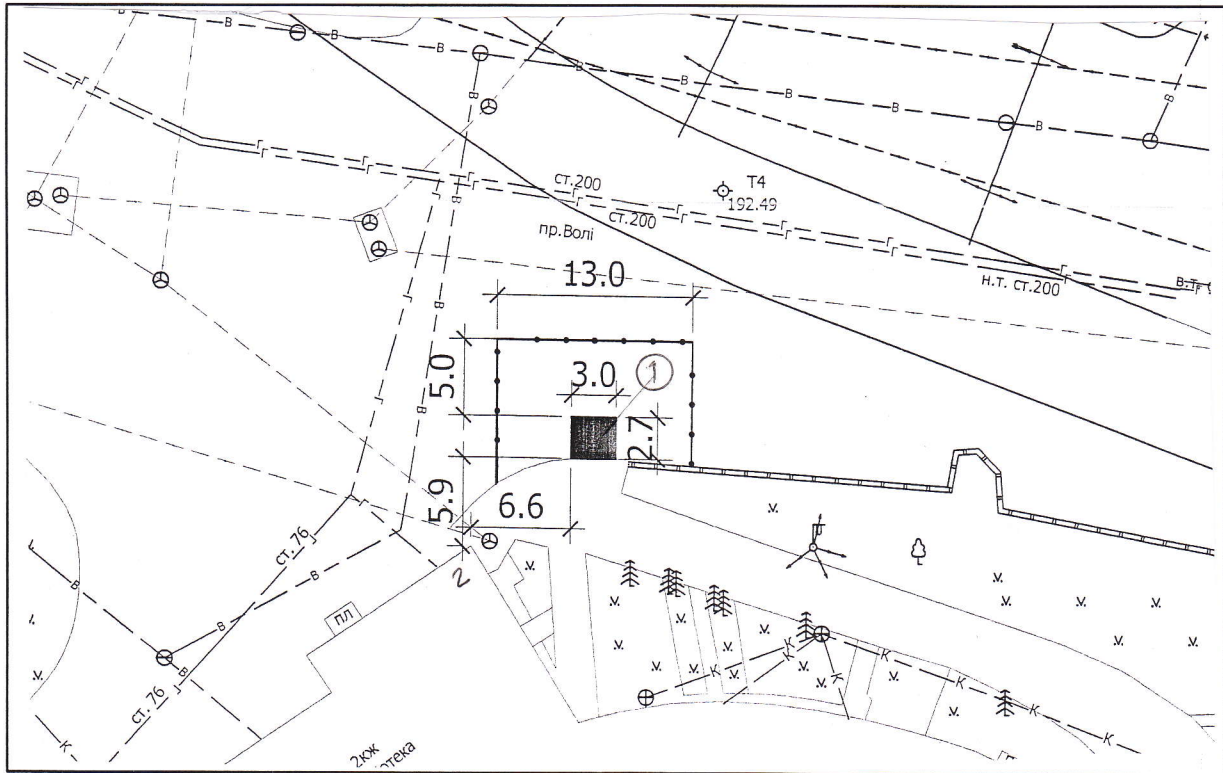 В В В В В В В В В
Г Г Г Г
ст.200
ст.200
Т4
192.49
пр.Волі
н.т. ст.200
в.т.
13.0
5.0
3.0
1
2.7
5.9
6.6
2
ст.76
ПЛ
ст.76
В В В В
К К К К К К
2кж
отека